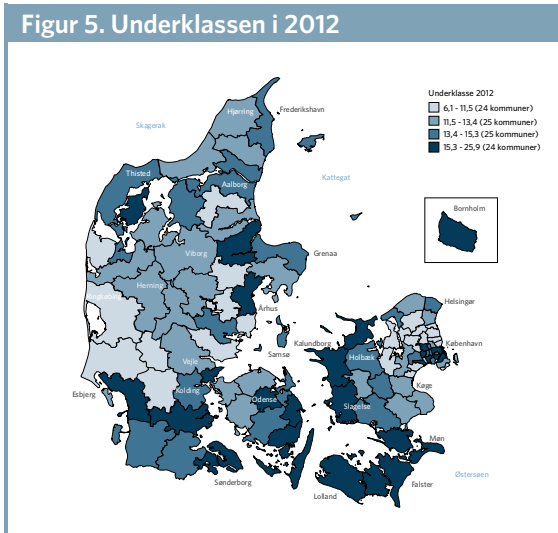 Figur 5. Underklassen i 2012
Underklasse 2012
6,1 - 11,5 (24 kommuner)
11,5 - 13,4 (25 kommuner)
13,4 - 15,3 (25 kommuner)
15,3 - 25,9 (24 kommuner)
Hjørring
Frederikshavn
Skagerak
Thisted
Aalborg
Kattegat
Bornholm
Viborg
Grenaa
Herning
Ringkøbing
Århus
Helsingør
Kalundborg
København
Samsø
Holbæk
Vejle
Køge
Esbjerg
Kolding
Odense
Slagelse
Møn
Østersøen
Sønderborg
Lolland
Falster